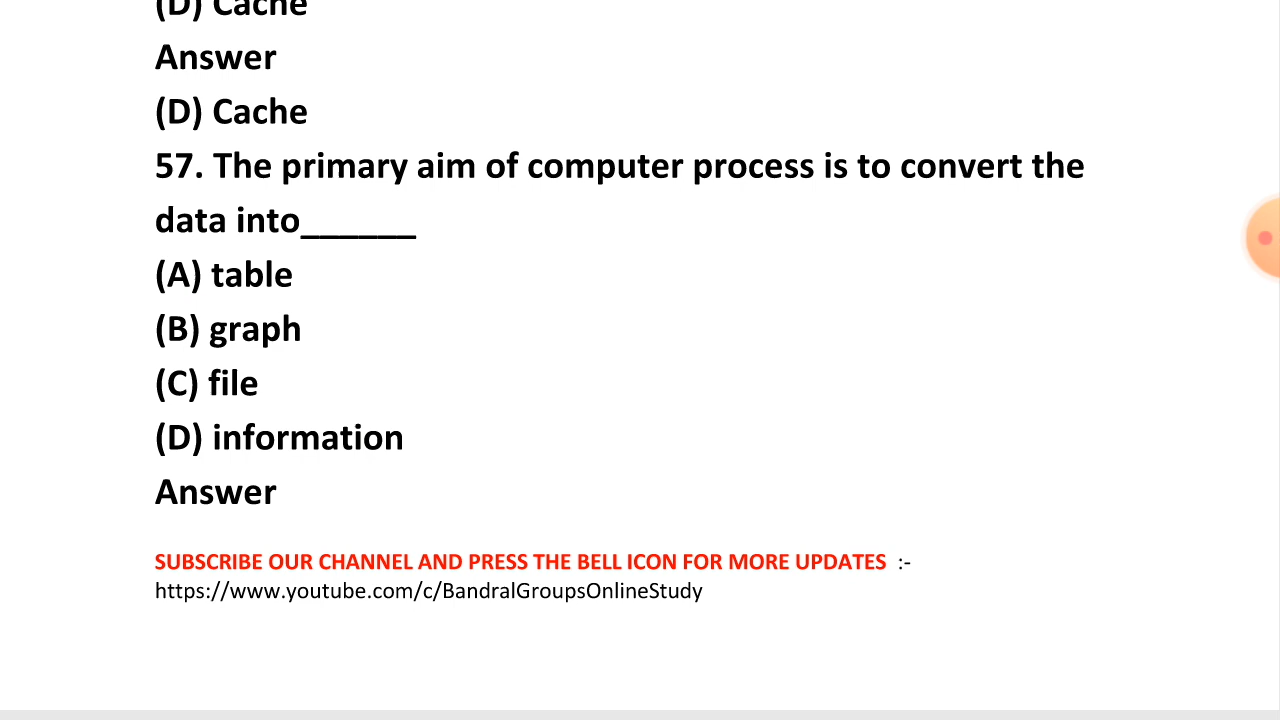 (D) Cache
Answer
(D) Cache
57. The primary aim of computer process is to convert the
data into______
(A) table
(B) graph
(C) file
(D) information
Answer
SUBSCRIBE OUR CHANNEL AND PRESS THE BELL ICON FOR MORE UPDATES :-
https://www.youtube.com/c/BandralGroupsOnlineStudy